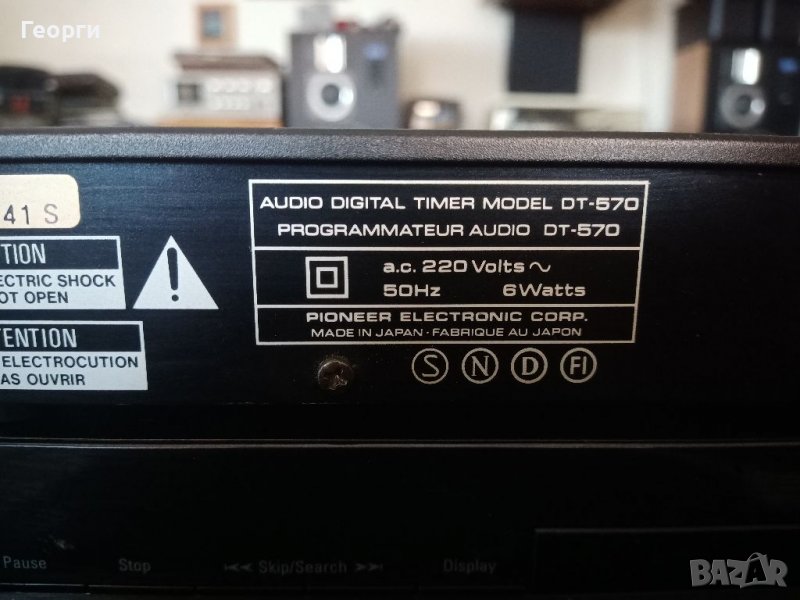 Георги
41 S
AUDIO DIGITAL TIMER MODEL DT-570
PROGRAMMATEUR AUDIO DT-570
a.c. 220 Volts ~
50Hz 6 Watts
PIONEER ELECTRONIC CORP.
MADE IN JAPAN · FABRIQUE AU JAPON
S N D FI
TION
ECTRIC SHOCK
OT OPEN
TENTION
ELECTROCUTION
AS OUVRIR
Pause Stop Skip/Search Display
BAZAR